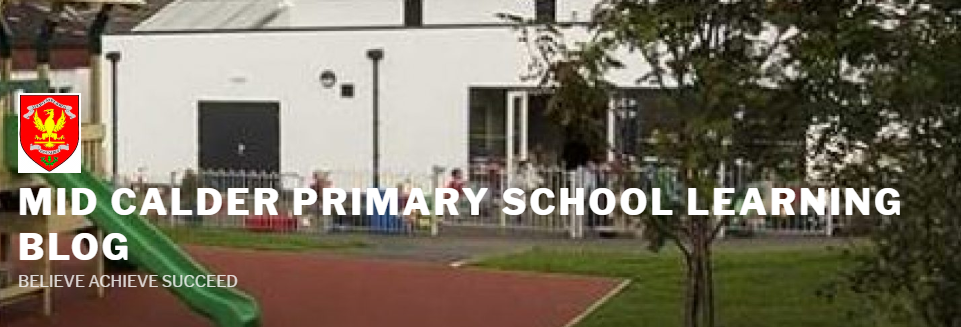 MID CALDER PRIMARY SCHOOL LEARNING
BLOG
BELIEVE ACHIEVE SUCCEED